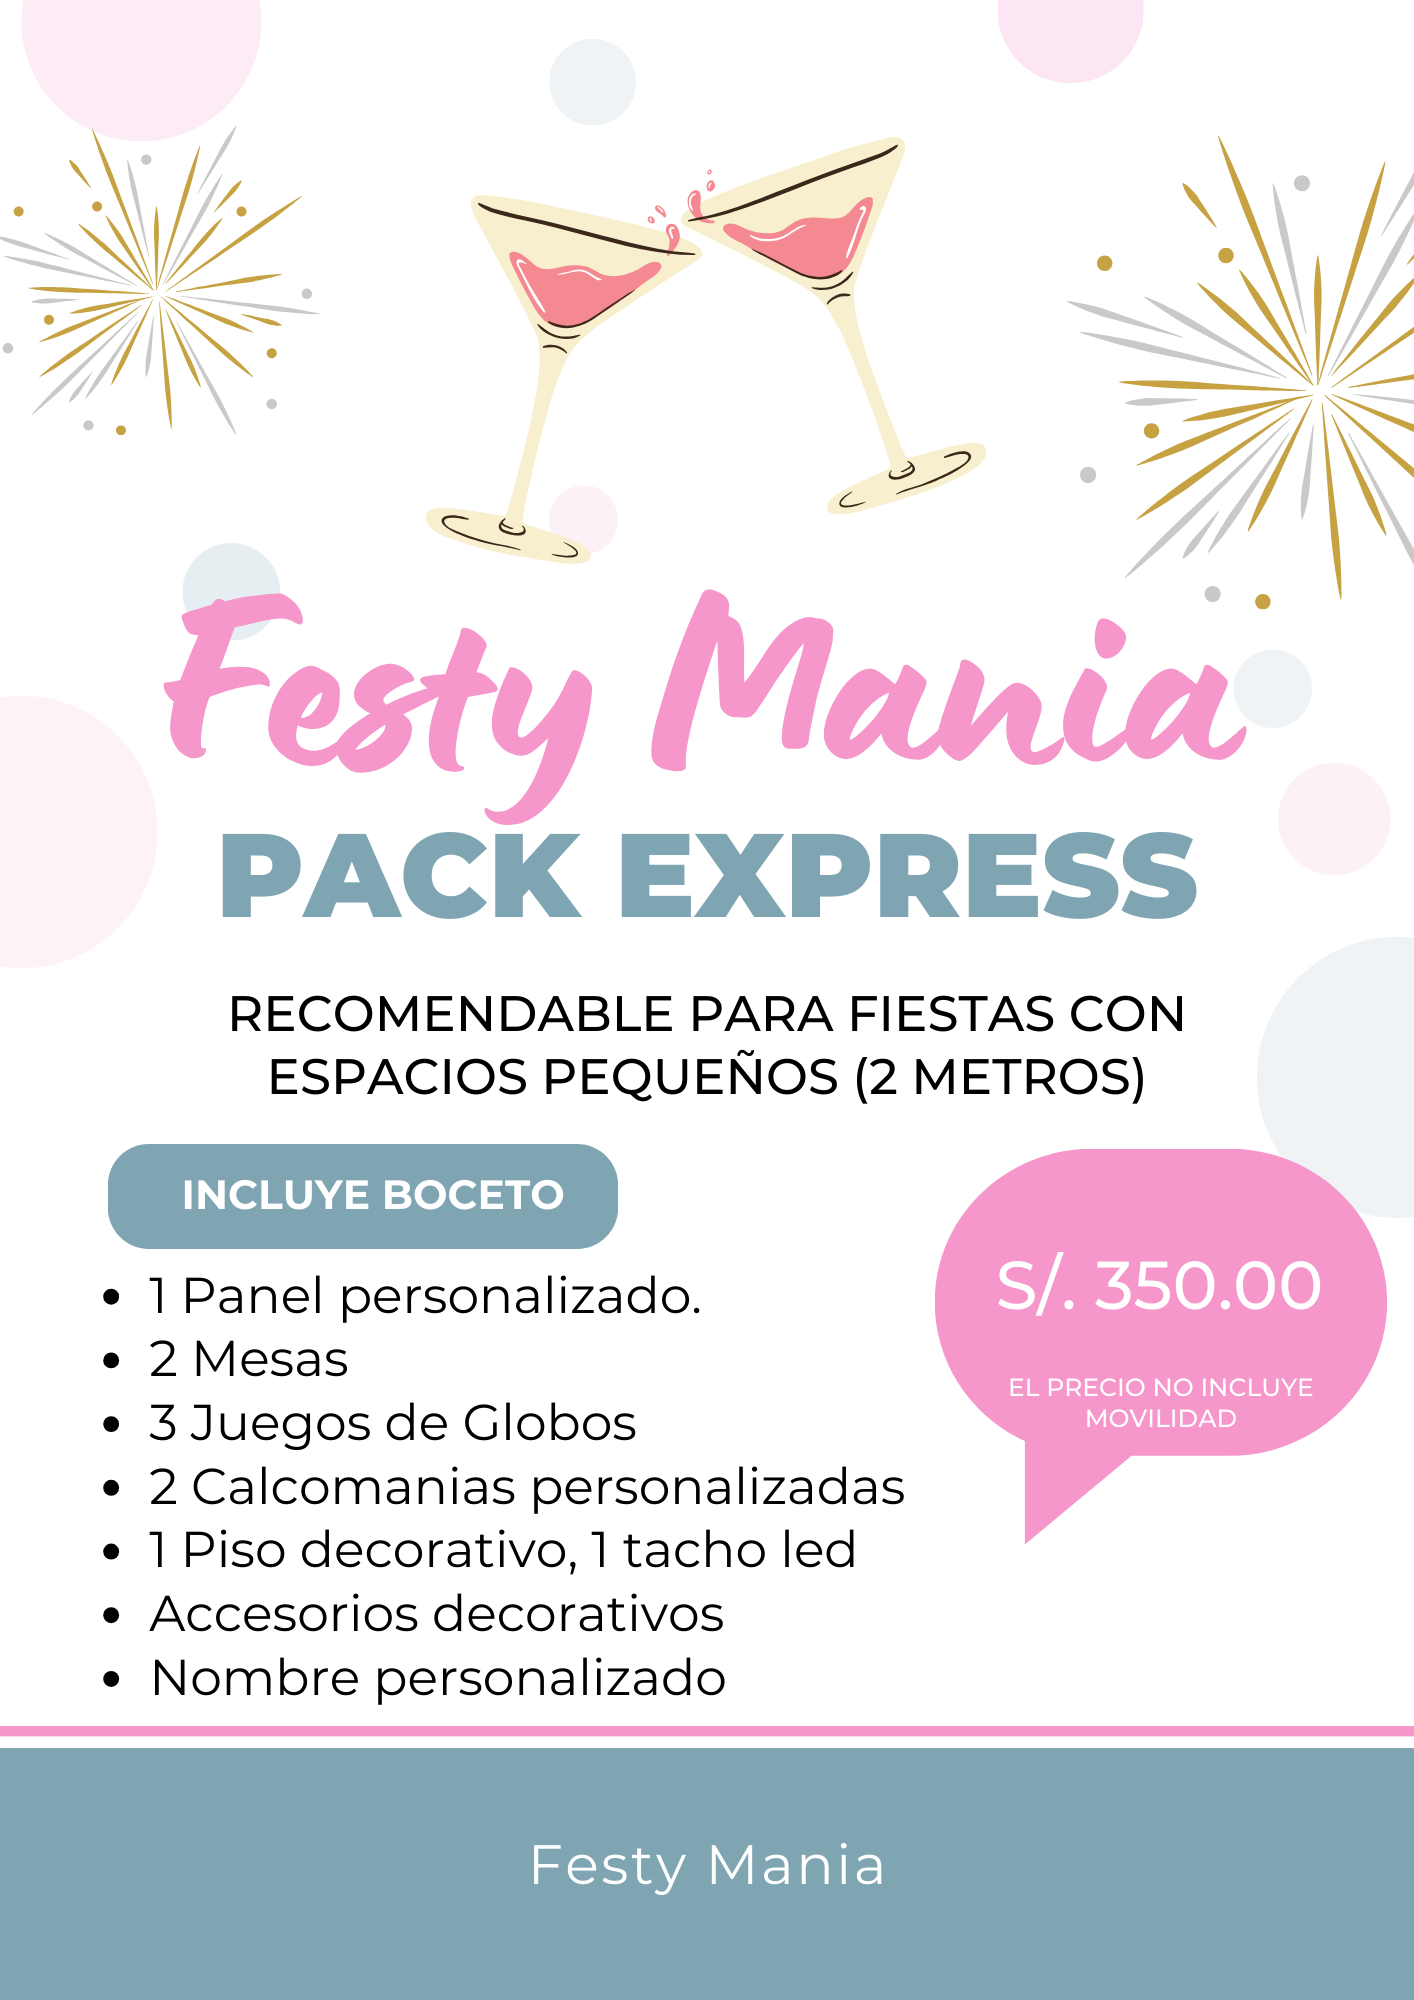 Festy Mania
PACK EXPRESS
RECOMENDABLE PARA FIESTAS CON
ESPACIOS PEQUEÑOS (2 METROS)
INCLUYE BOCETO
• 1 Panel personalizado.
• 2 Mesas
• 3 Juegos de Globos
• 2 Calcomanias personalizadas
• 1 Piso decorativo, 1 tacho led
• Accesorios decorativos
• Nombre personalizado
S/. 350.00
EL PRECIO NO INCLUYE
MOVILIDAD
Festy Mania